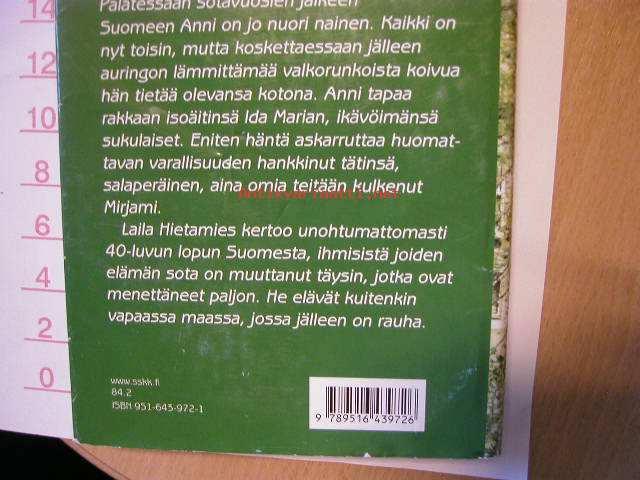 14
12
10
8
6
4
2
0
Palatessaan sotavuosien jälkeen
Suomeen Anni on jo nuori nainen. Kaikki on
nyt toisin, mutta koskettaessaan jälleen
auringon lämmittämää valkorunkoista koivua
hän tietää olevansa kotona. Anni tapaa
rakkaan isoäitinsä Ida Marian, ikävöimänsä
sukulaiset. Eniten häntä askarruttaa huomat-
tavan varallisuuden hankkinut tätinsä,
salaperäinen, aina omia teitään kulkenut
Mirjami.
Laila Hietamies kertoo unohtumattomasti
40-luvun lopun Suomesta, ihmisistä joiden
elämän sota on muuttanut täysin, jotka ovat
menettäneet paljon. He elävät kuitenkin
vapaassa maassa, jossa jälleen on rauha.
www.sskk.fi
84.2
ISBN 951-643-972-1
9 789516 439726